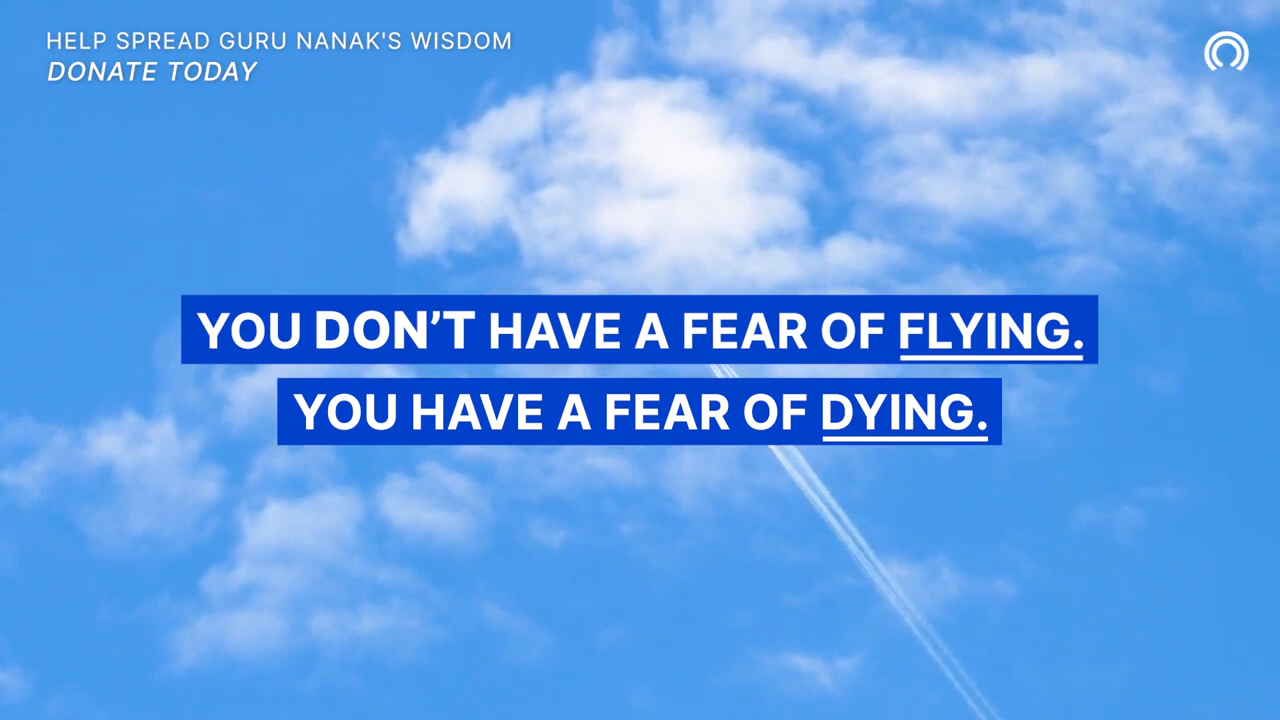 HELP SPREAD GURU NANAK'S WISDOM
DONATE TODAY
YOU DON’T HAVE A FEAR OF FLYING.
YOU HAVE A FEAR OF DYING.